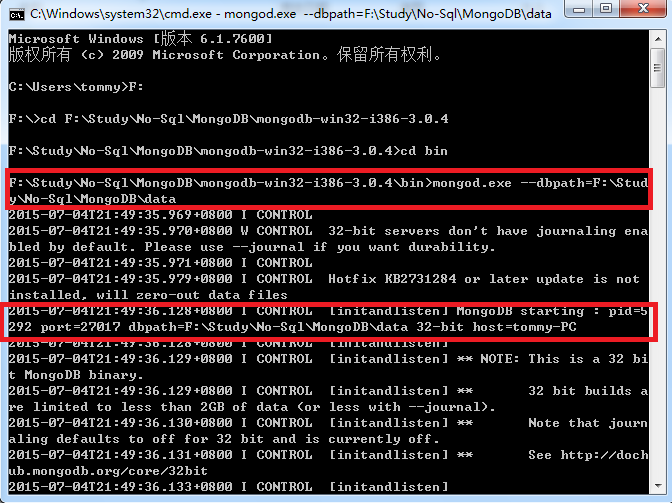 C:\Windows\system32\cmd.exe - mongod.exe --dbpath=F:\Study\No-Sql\MongoDB\data
Microsoft Windows [版本 6.1.7600]
版权所有 (c) 2009 Microsoft Corporation。保留所有权利。
C:\Users\tommy>F:
F:\>cd F:\Study\No-Sql\MongoDB\mongodb-win32-i386-3.0.4
F:\Study\No-Sql\MongoDB\mongodb-win32-i386-3.0.4>cd bin
F:\Study\No-Sql\MongoDB\mongodb-win32-i386-3.0.4\bin>mongod.exe --dbpath=F:\Stud
y\No-Sql\MongoDB\data
2015-07-04T21:49:35.969+0800 I CONTROL
2015-07-04T21:49:35.970+0800 W CONTROL  32-bit servers don't have journaling ena
bled by default. Please use --journal if you want durability.
2015-07-04T21:49:35.971+0800 I CONTROL
2015-07-04T21:49:35.979+0800 I CONTROL  Hotfix KB2731284 or later update is not
installed, will zero-out data files
2015-07-04T21:49:36.128+0800 I CONTROL  [initandlisten] MongoDB starting : pid=5
292 port=27017 dbpath=F:\Study\No-Sql\MongoDB\data 32-bit host=tommy-PC
2015-07-04T21:49:36.128+0800 I CONTROL  [initandlisten]
2015-07-04T21:49:36.129+0800 I CONTROL  [initandlisten] ** NOTE: This is a 32 bi
t MongoDB binary.
2015-07-04T21:49:36.129+0800 I CONTROL  [initandlisten] **       32 bit builds a
re limited to less than 2GB of data (or less with --journal).
2015-07-04T21:49:36.130+0800 I CONTROL  [initandlisten] **       Note that journ
aling defaults to off for 32 bit and is currently off.
2015-07-04T21:49:36.131+0800 I CONTROL  [initandlisten] **       See http://doch
ub.mongodb.org/core/32bit
2015-07-04T21:49:36.133+0800 I CONTROL  [initandlisten]